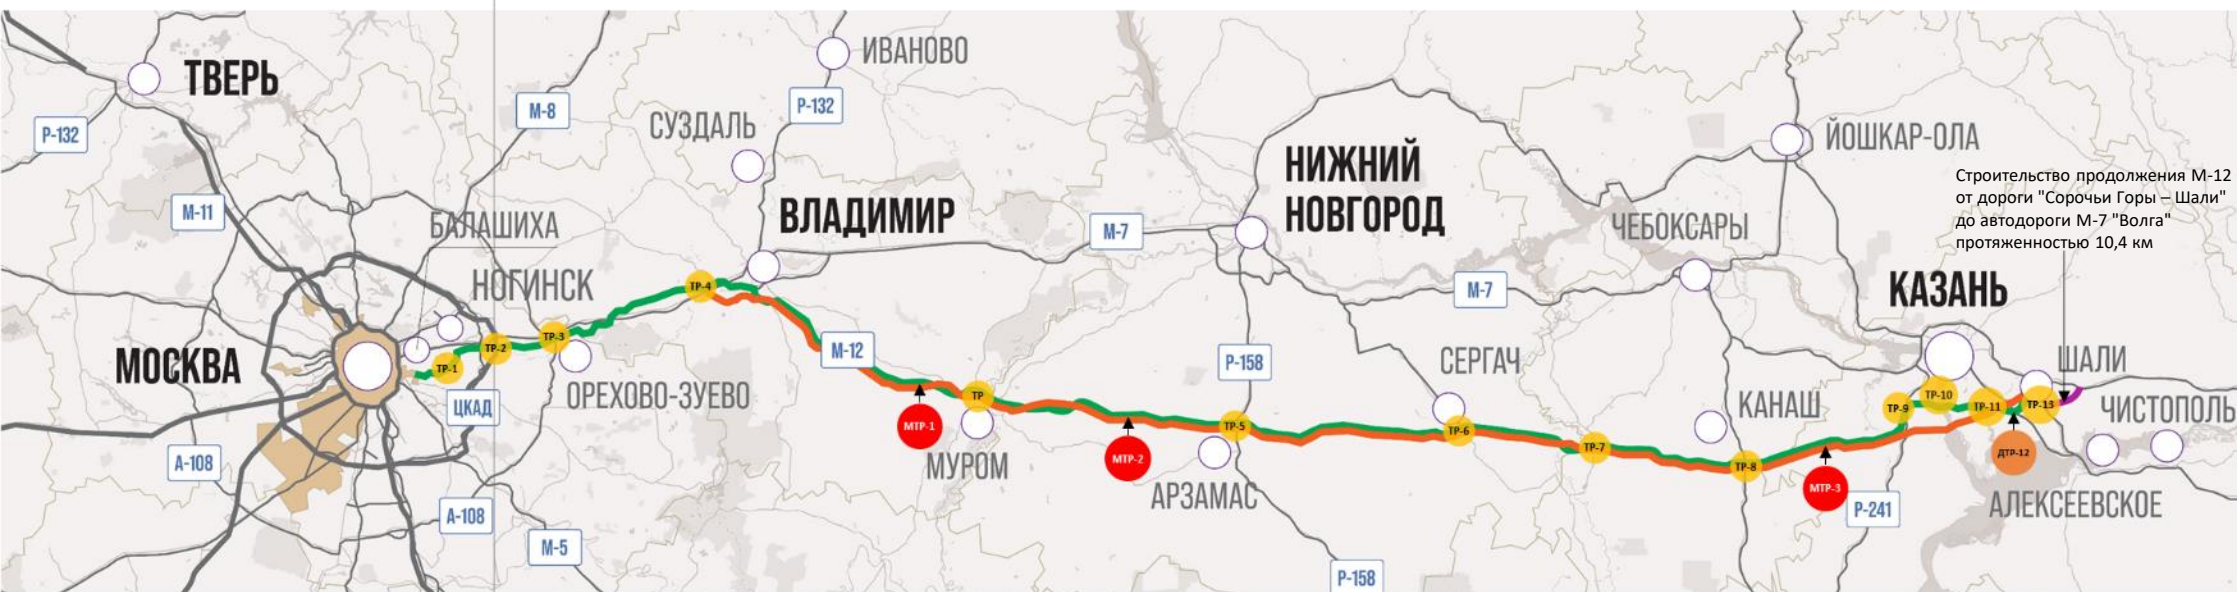 ТВЕРЬ
ИВАНОВО
Р-132
М-8
Р-132
СУЗДАЛЬ
НИЖНИЙ
НОВГОРОД
ЙОШКАР-ОЛА
Строительство продолжения М-12
от дороги "Сорочьи Горы – Шали"
до автодороги М-7 "Волга"
протяженностью 10,4 км
М-11
БАЛАШИХА
ВЛАДИМИР
М-7
ЧЕБОКСАРЫ
НОГИНСК
М-7
КАЗАНЬ
ТР-4
ТР-3
ТР-2
ТР-1
МОСКВА
М-12
Р-158
СЕРГАЧ
ШАЛИ
ЦКАД
ОРЕХОВО-ЗУЕВО
ТР
ТР-5
ТР-6
ТР-7
ТР-8
КАНАШ
ТР-9
ТР-10
ТР-11
ТР-13
ЧИСТОПОЛЬ
МТР-1
МТР-2
МТР-3
ДТР-12
МУРОМ
АРЗАМАС
А-108
А-108
Р-241
АЛЕКСЕЕВСКОЕ
М-5
Р-158